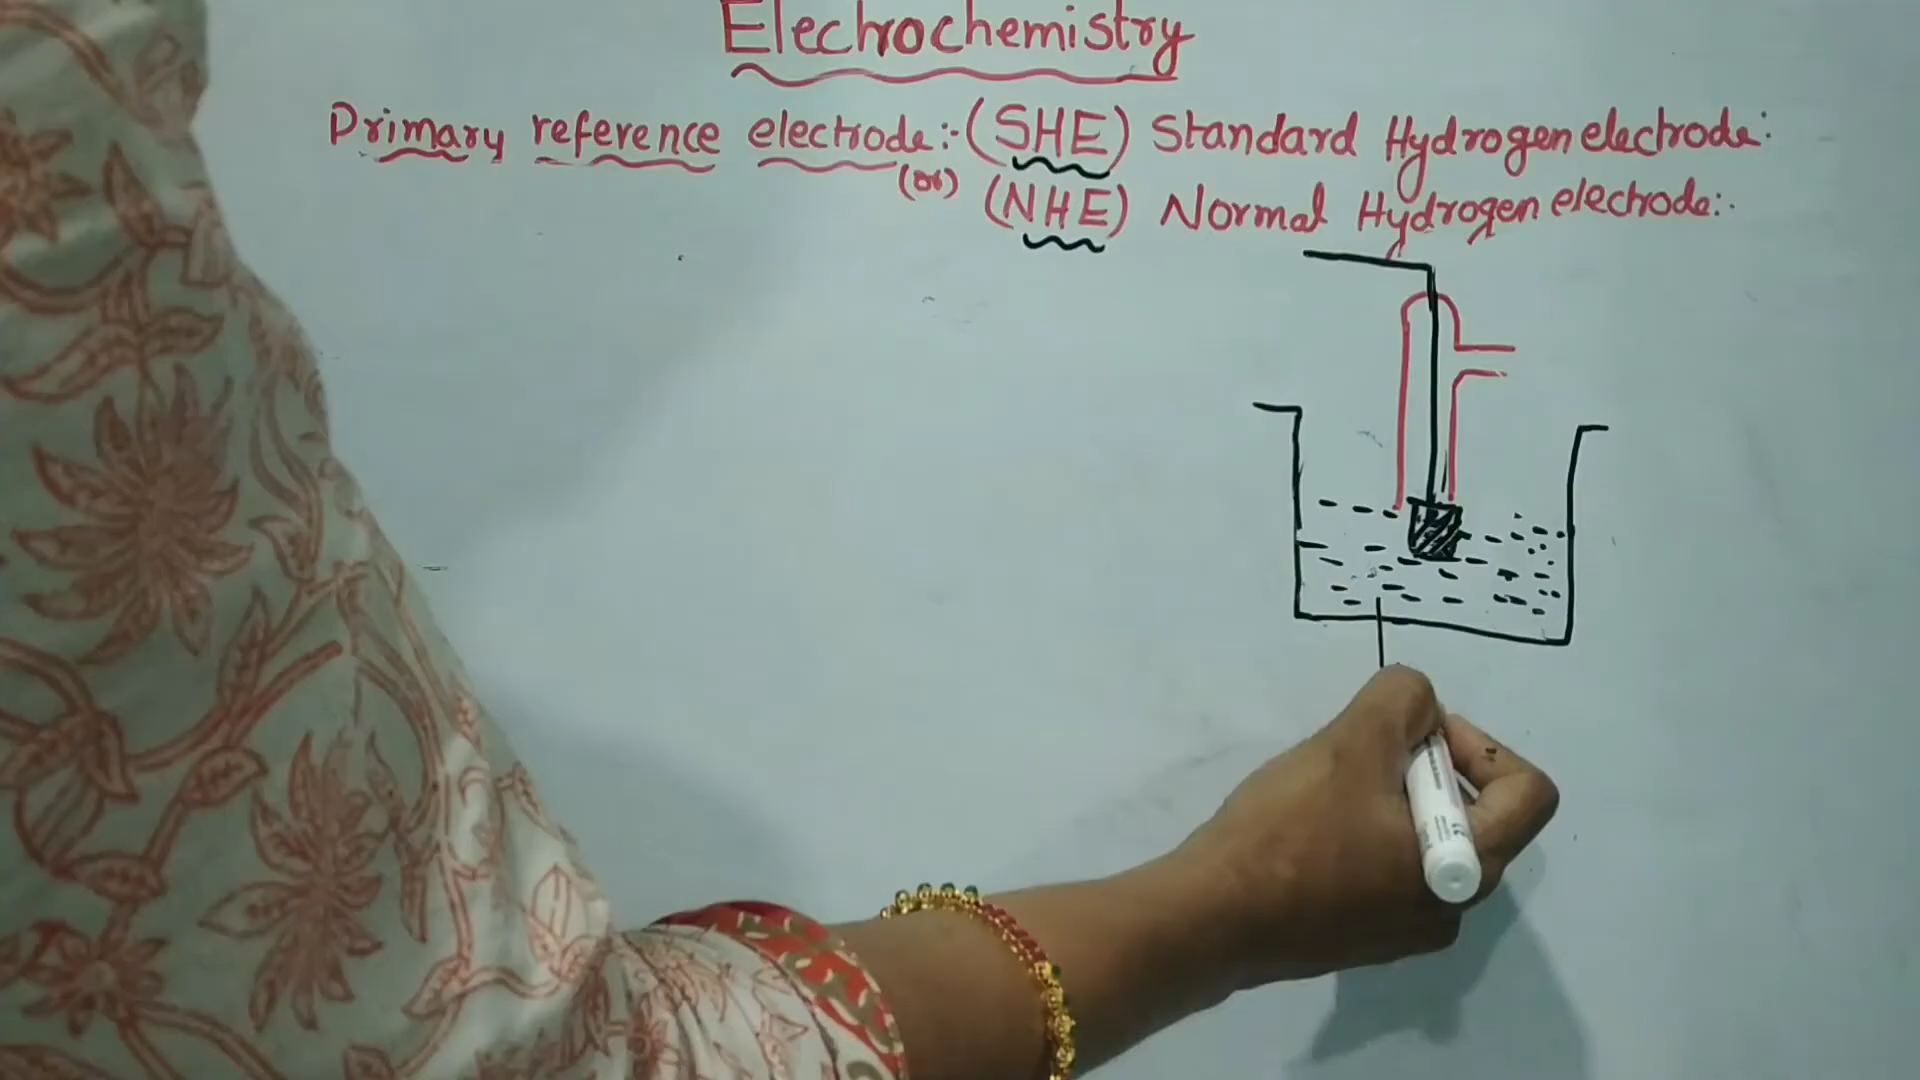 Electrochemistry
Primary reference electrode:- (SHE) Standard Hydrogen electrode:
(or) (NHE) Normal Hydrogen electrode:-